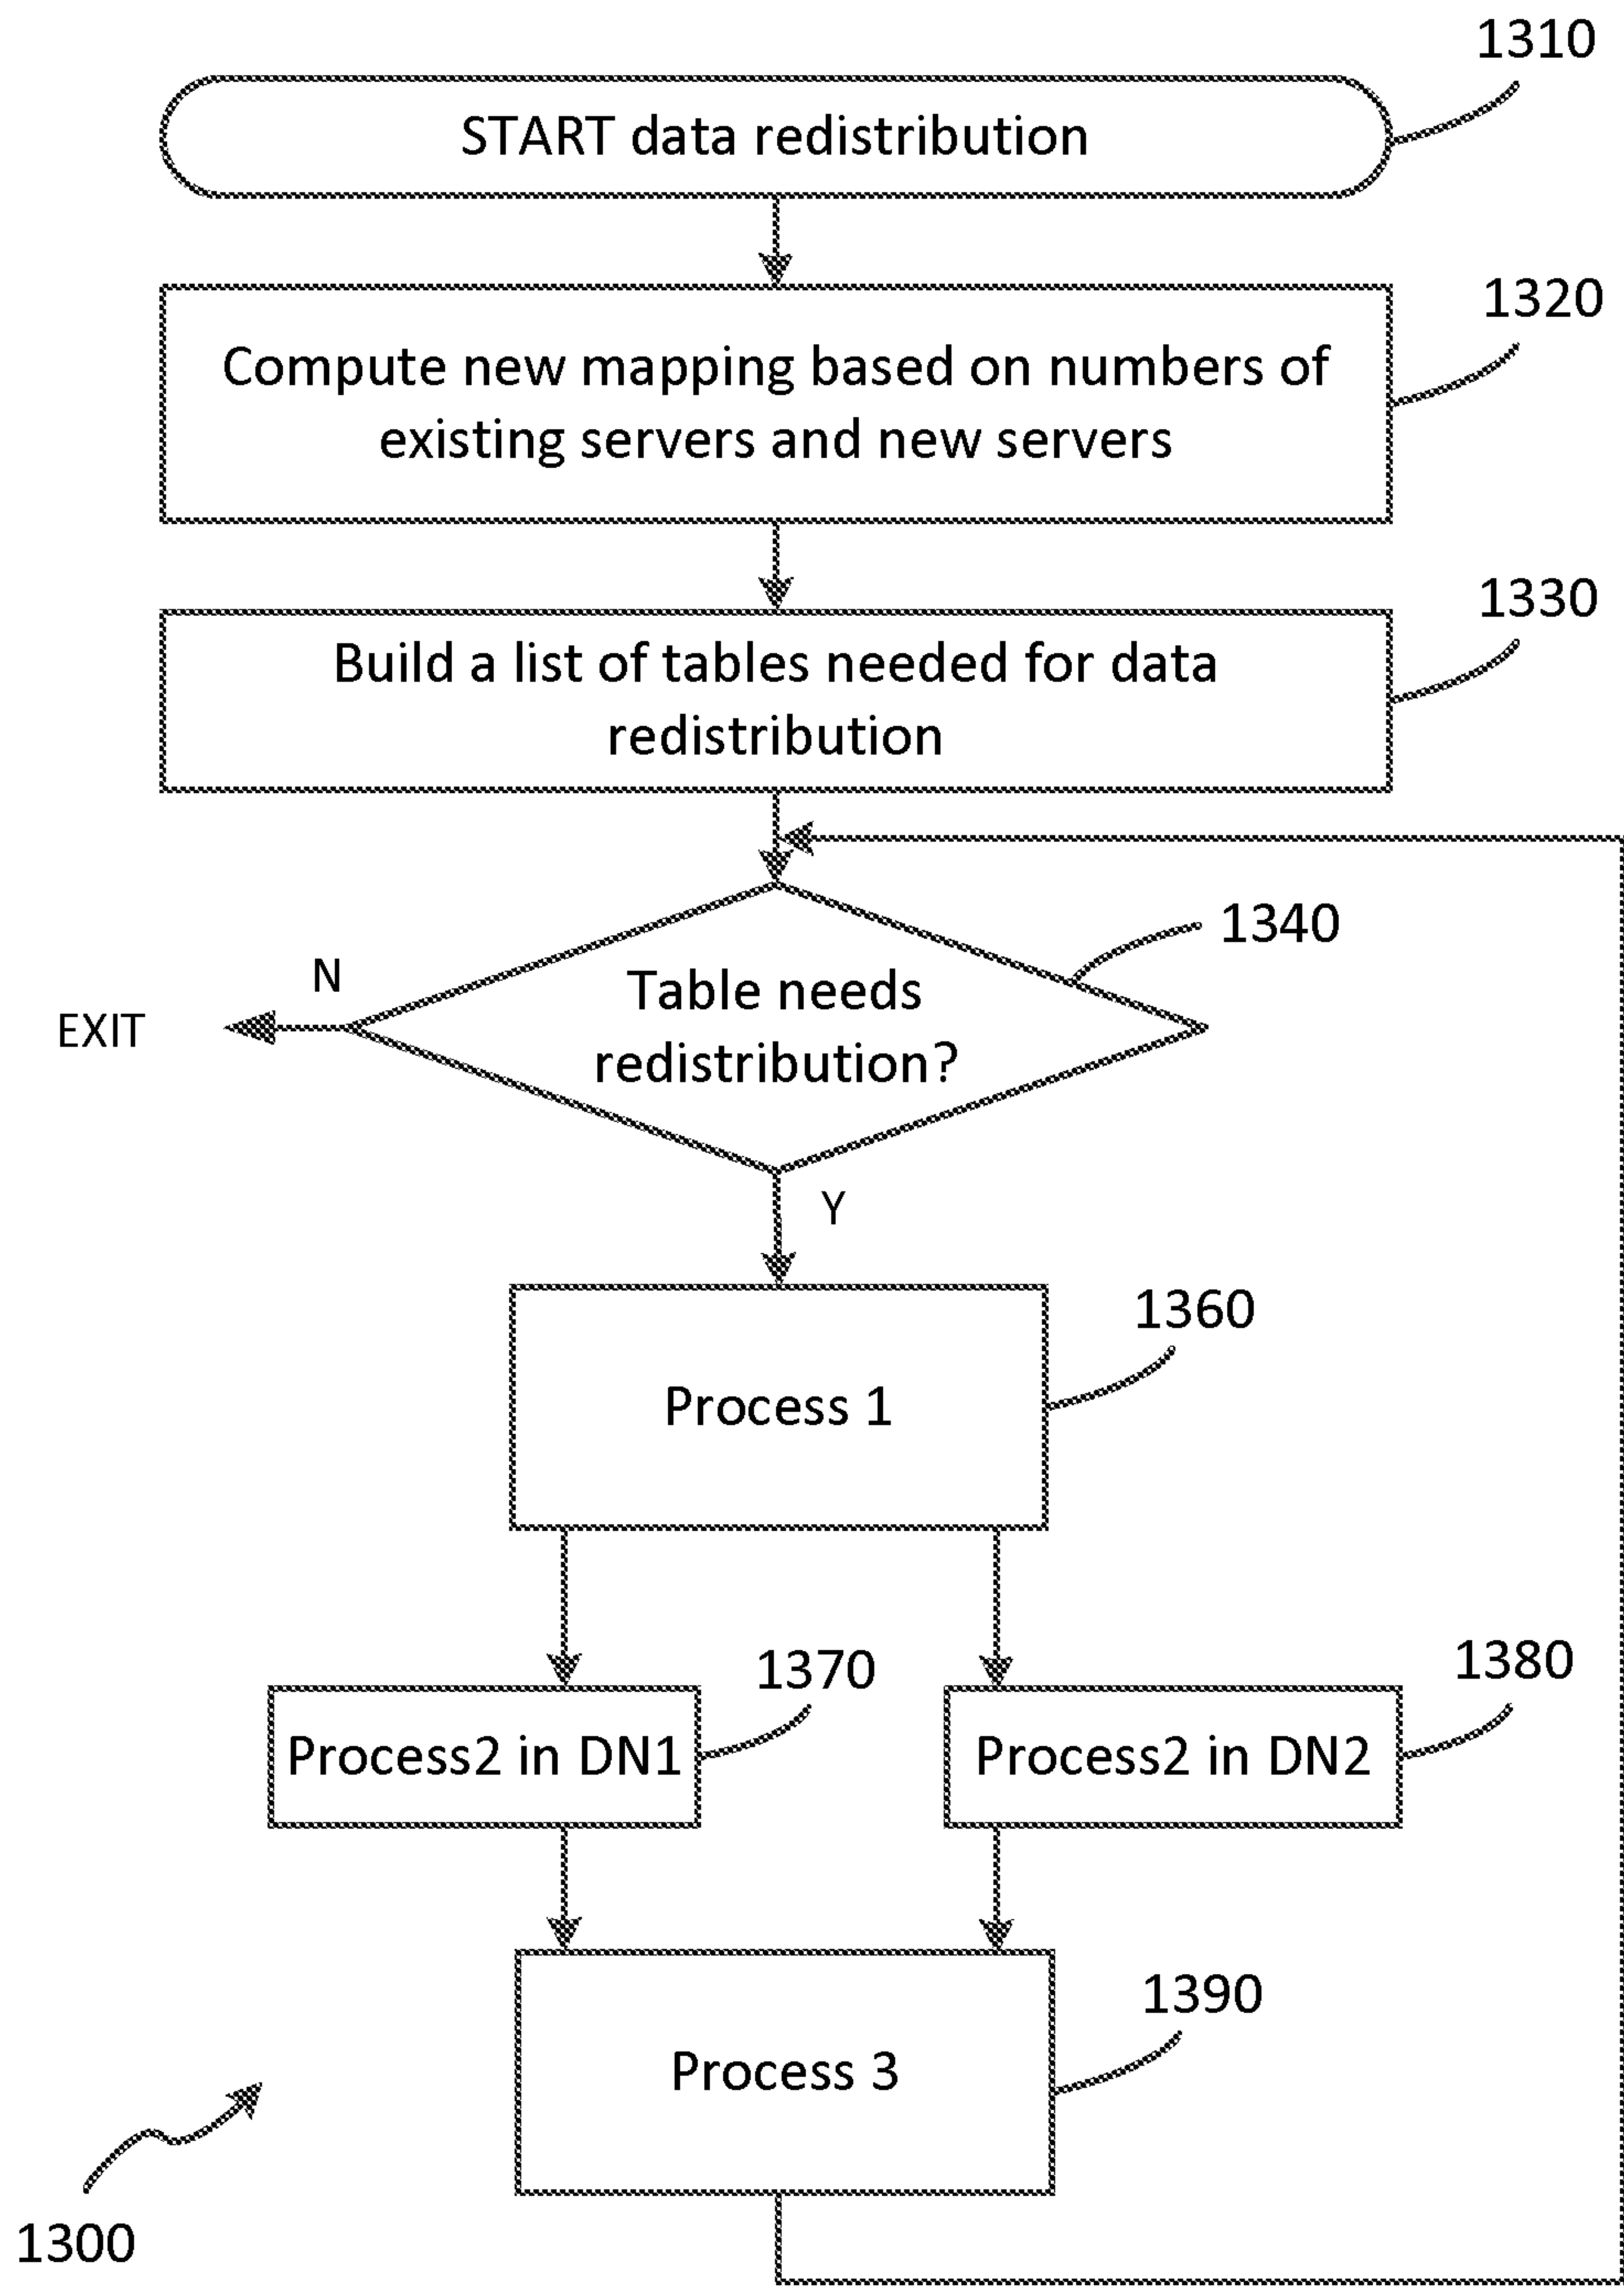 1310
START data redistribution
1320
Compute new mapping based on numbers of
existing servers and new servers
1330
Build a list of tables needed for data
redistribution
1340
N
Table needs
redistribution?
EXIT
Y
1360
Process 1
1370
1380
Process2 in DN1
Process2 in DN2
1390
Process 3
1300